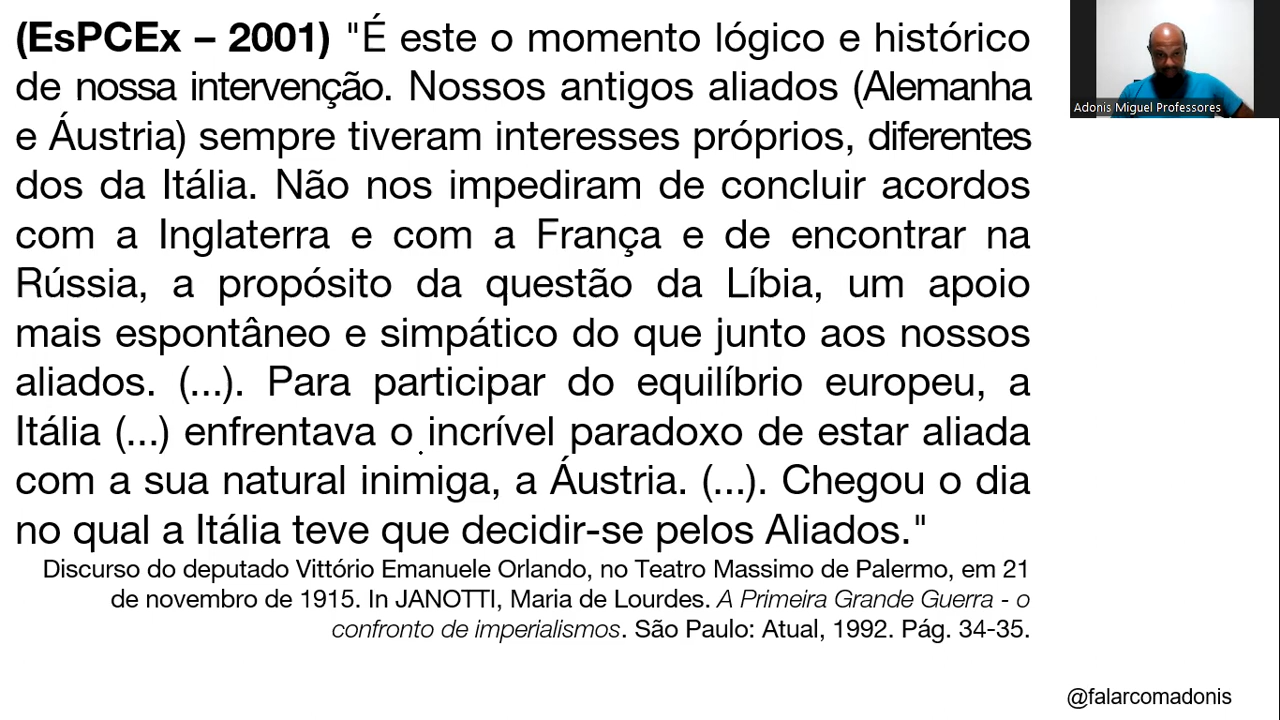 (EsPCEx – 2001) "É este o momento lógico e histórico
de nossa intervenção. Nossos antigos aliados (Alemanha
e Áustria) sempre tiveram interesses próprios, diferentes
dos da Itália. Não nos impediram de concluir acordos
com a Inglaterra e com a França e de encontrar na
Rússia, a propósito da questão da Líbia, um apoio
mais espontâneo e simpático do que junto aos nossos
aliados. (...). Para participar do equilíbrio europeu, a
Itália (...) enfrentava o incrível paradoxo de estar aliada
com a sua natural inimiga, a Áustria. (...). Chegou o dia
no qual a Itália teve que decidir-se pelos Aliados."
Discurso do deputado Vittório Emanuele Orlando, no Teatro Massimo de Palermo, em 21
de novembro de 1915. In JANOTTI, Maria de Lourdes. A Primeira Grande Guerra - o
confronto de imperialismos. São Paulo: Atual, 1992. Pág. 34-35.
Adonis Miguel Professores
@falarcomadonis